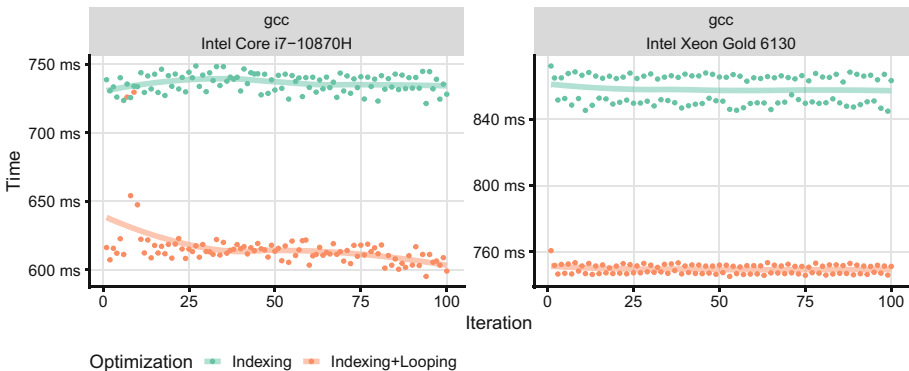 gcc
Intel Core i7−10870H
gcc
Intel Xeon Gold 6130
Time
750 ms
700 ms
650 ms
600 ms
840 ms
800 ms
760 ms
0 25 50 75 100
0 25 50 75 100
Iteration
Optimization Indexing Indexing+Looping